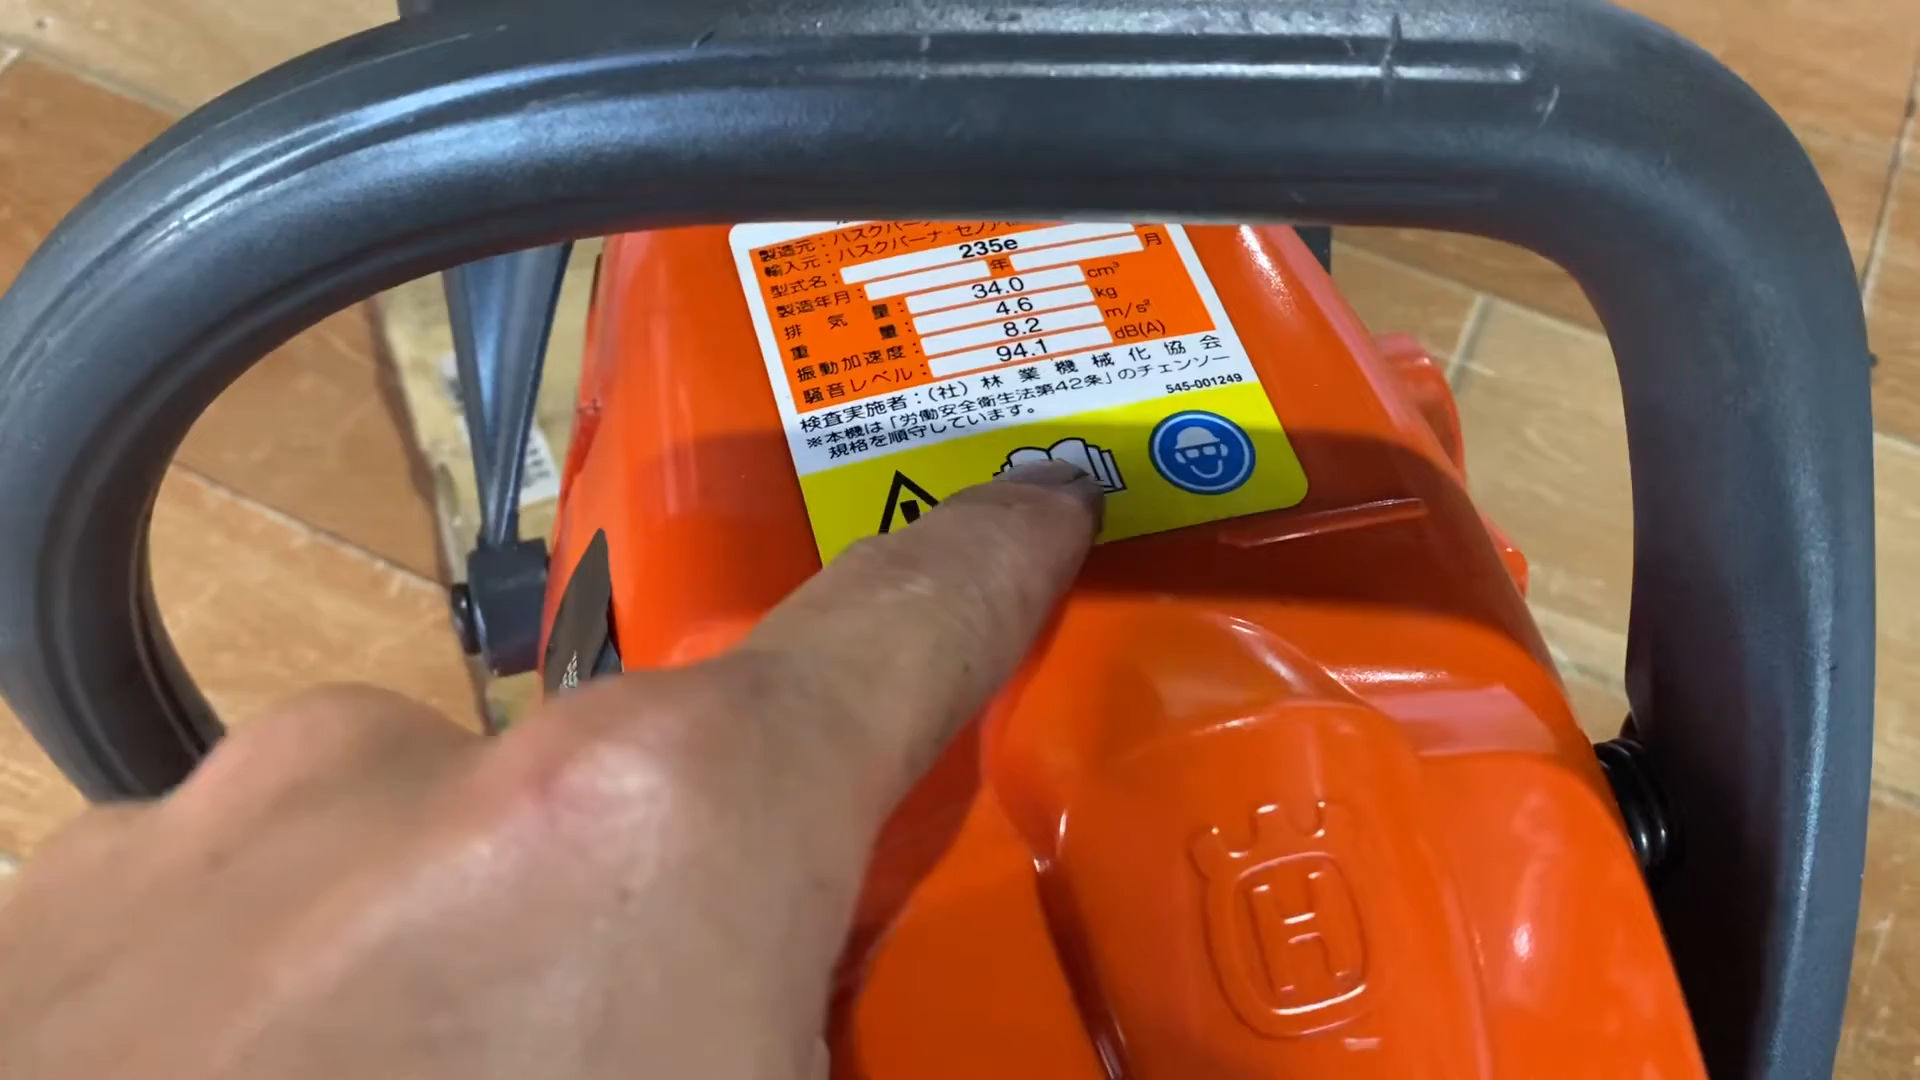 製造元：ハスクバーナ
輸入元：ハスクバーナ・ゼノア
型式名： 235e
製造年月： 年 月
排気量： 34.0 cm³
重量： 4.6 kg
振動加速度： 8.2 m/s²
騒音レベル： 94.1 dB(A)
検査実施者：（社）林業機械化協会
※本機は「労働安全衛生法第42条」のチェンソー
規格を順守しています。
545-001249
H